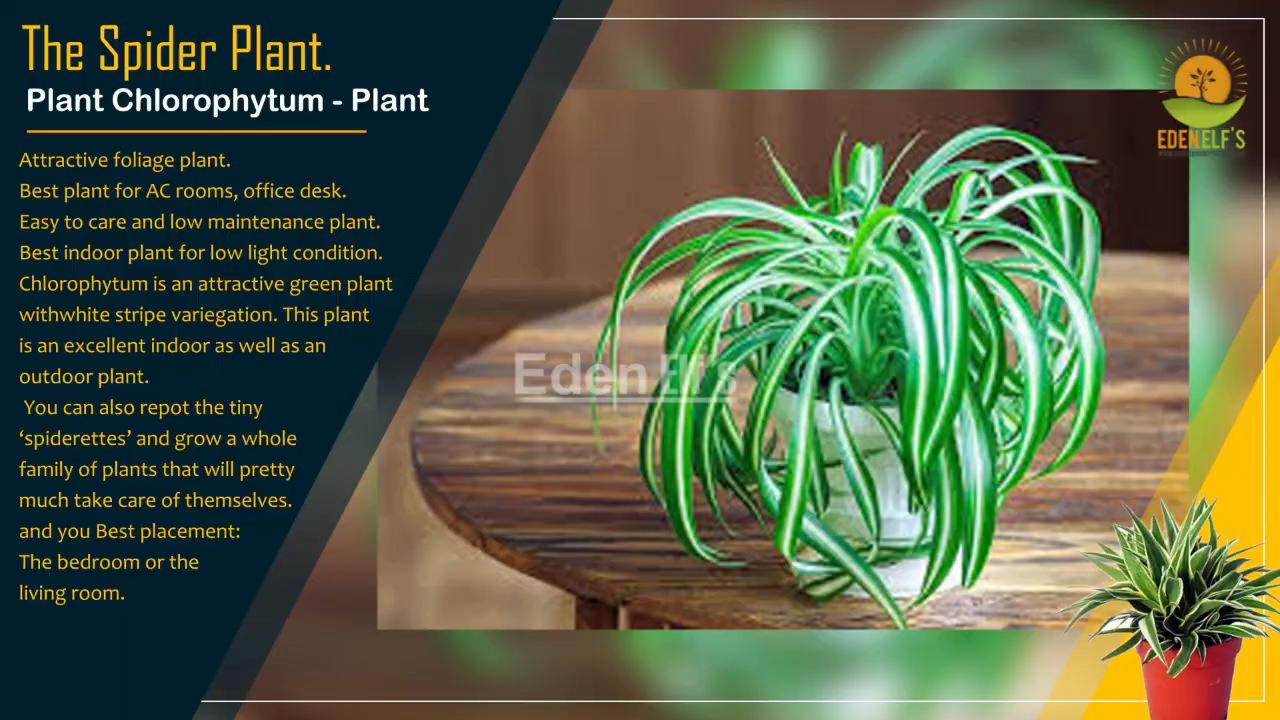 The Spider Plant.
Plant Chlorophytum - Plant
Attractive foliage plant.
Best plant for AC rooms, office desk.
Easy to care and low maintenance plant.
Best indoor plant for low light condition.
Chlorophytum is an attractive green plant
withwhite stripe variegation. This plant
is an excellent indoor as well as an
outdoor plant.
You can also repot the tiny
‘spiderettes’ and grow a whole
family of plants that will pretty
much take care of themselves.
and you Best placement:
The bedroom or the
living room.
EDENELF'S
Eden Elf's